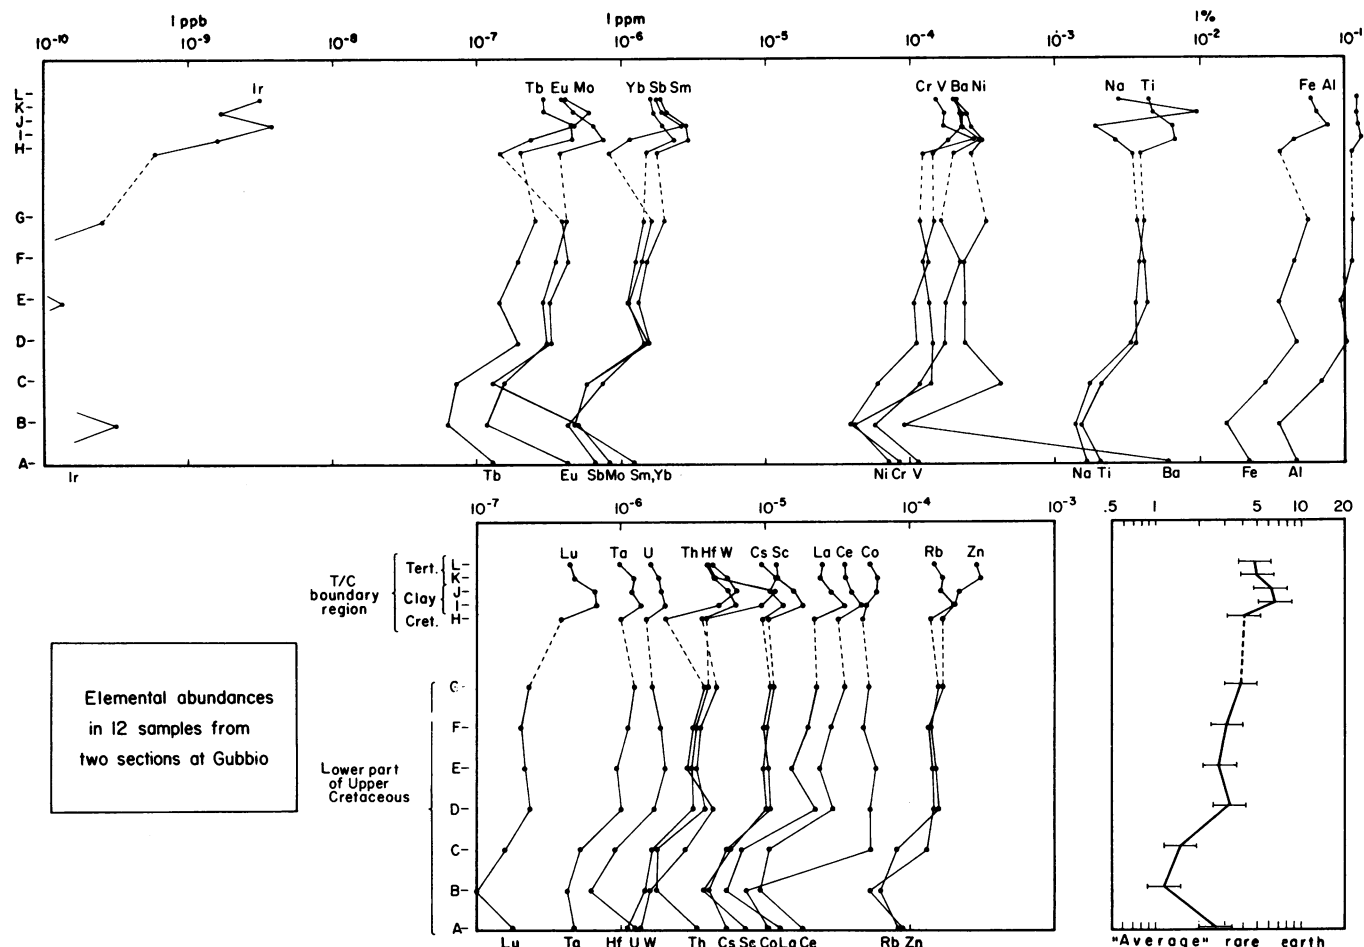 1 ppb 1 ppm 1%
10-10 10-9 10-8 10-7 10-6 10-5 10-4 10-3 10-2 10-1
Ir Tb Eu Mo Yb Sb Sm Cr V Ba Ni Na Ti Fe Al
L-
K-
J-
I-
H-
G-
F-
E-
D-
C-
B-
A-
Ir Tb Eu Sb Mo Sm,Yb Ni Cr V Na Ti Ba Fe Al
10-7 10-6 10-5 10-4 10-3
.5 1 5 10 20
Lu Ta U Th Hf W Cs Sc La Ce Co Rb Zn
T/C
boundary
region
Tert.
Clay
Cret.
L-
K-
J-
I-
H-
Lower part
of Upper
Cretaceous
G-
F-
E-
D-
C-
B-
A-
Lu Ta Hf U W Th Cs Se Co La Ce Rb Zn
"Average" rare earth
Elemental abundances
in 12 samples from
two sections at Gubbio